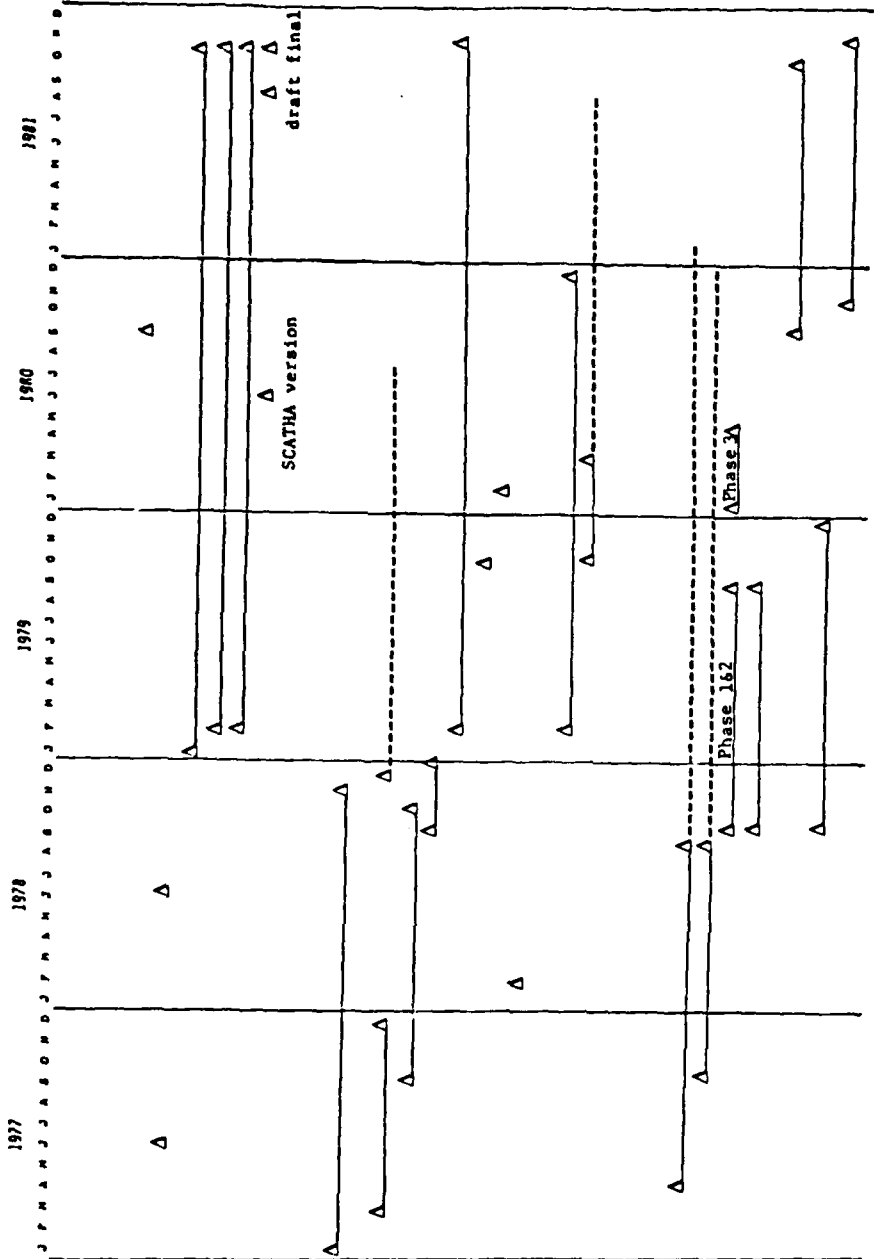 1977 1978 1979 1980 1981
J F M A M J J A S O N D J F M A M J J A S O N D J F M A M J J A S O N D J F M A M J J A S O N D J F M A M J J A S O N D
SCATHA version
draft final
Phase 1&2
Phase 3